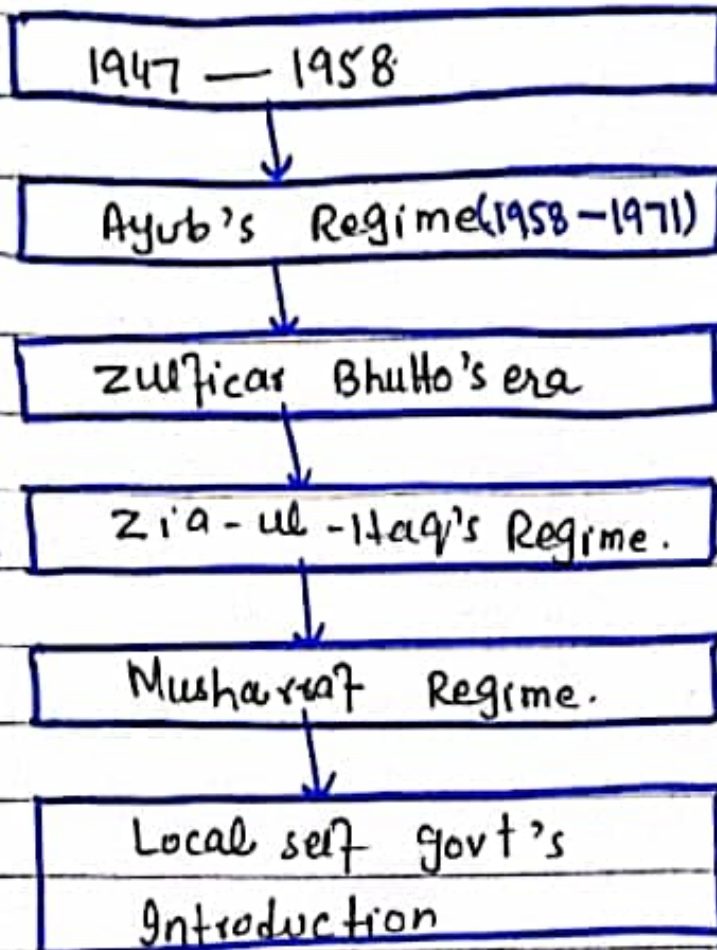 1947 — 1958
Ayub's Regime(1958-1971)
Zulficar Bhutto's era
Zia-ul-Haq's Regime.
Musharraf Regime.
Local self govt's
Introduction